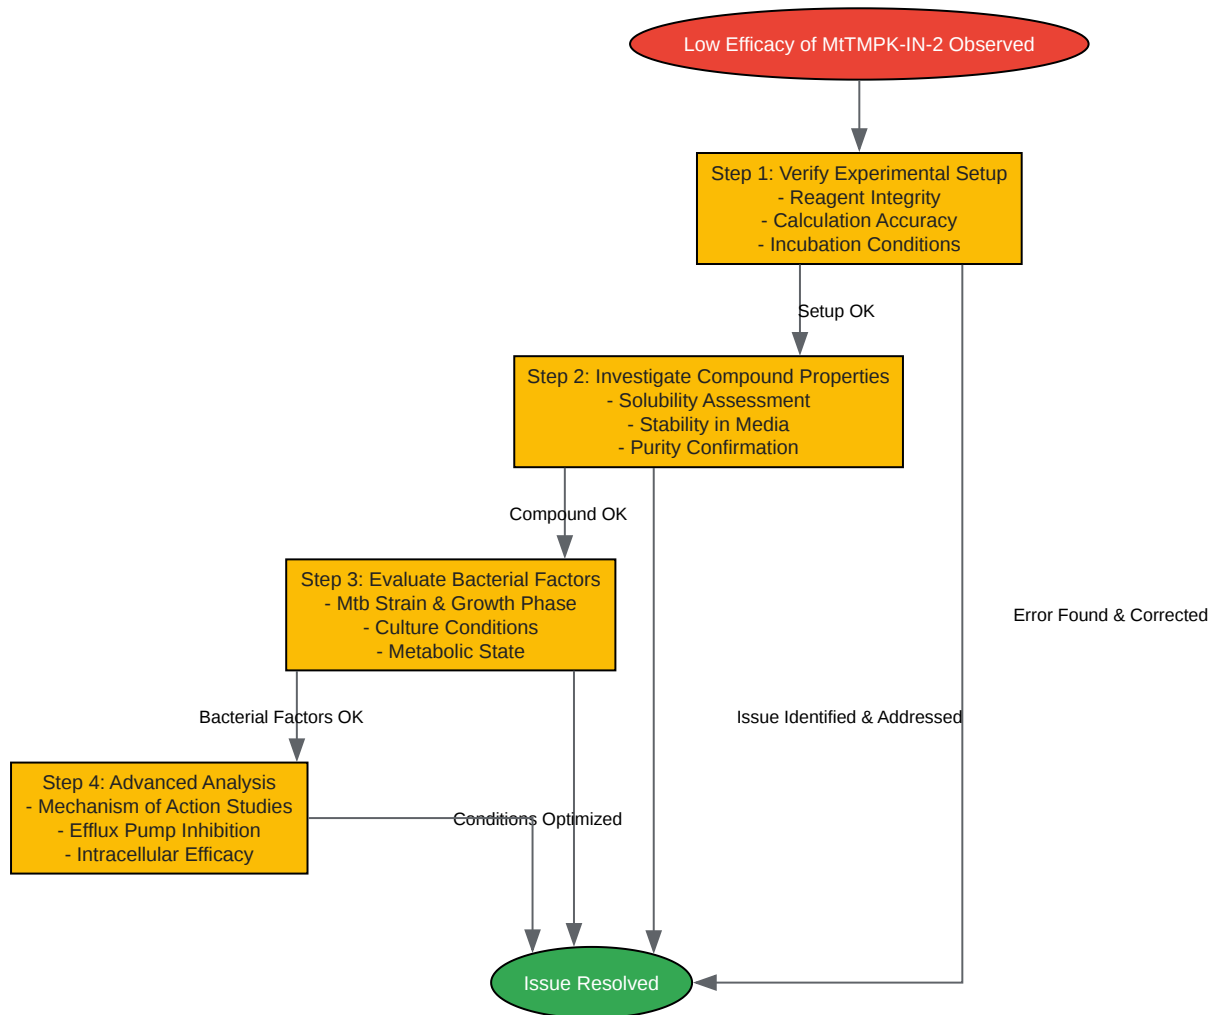 Low Efficacy of MtTMPK-IN-2 Observed
Step 1: Verify Experimental Setup
- Reagent Integrity
- Calculation Accuracy
- Incubation Conditions
Setup OK
Step 2: Investigate Compound Properties
- Solubility Assessment
- Stability in Media
- Purity Confirmation
Compound OK
Step 3: Evaluate Bacterial Factors
- Mtb Strain & Growth Phase
- Culture Conditions
- Metabolic State
Error Found & Corrected
Bacterial Factors OK
Issue Identified & Addressed
Step 4: Advanced Analysis
- Mechanism of Action Studies
- Efflux Pump Inhibition
- Intracellular Efficacy
Conditions Optimized
Issue Resolved